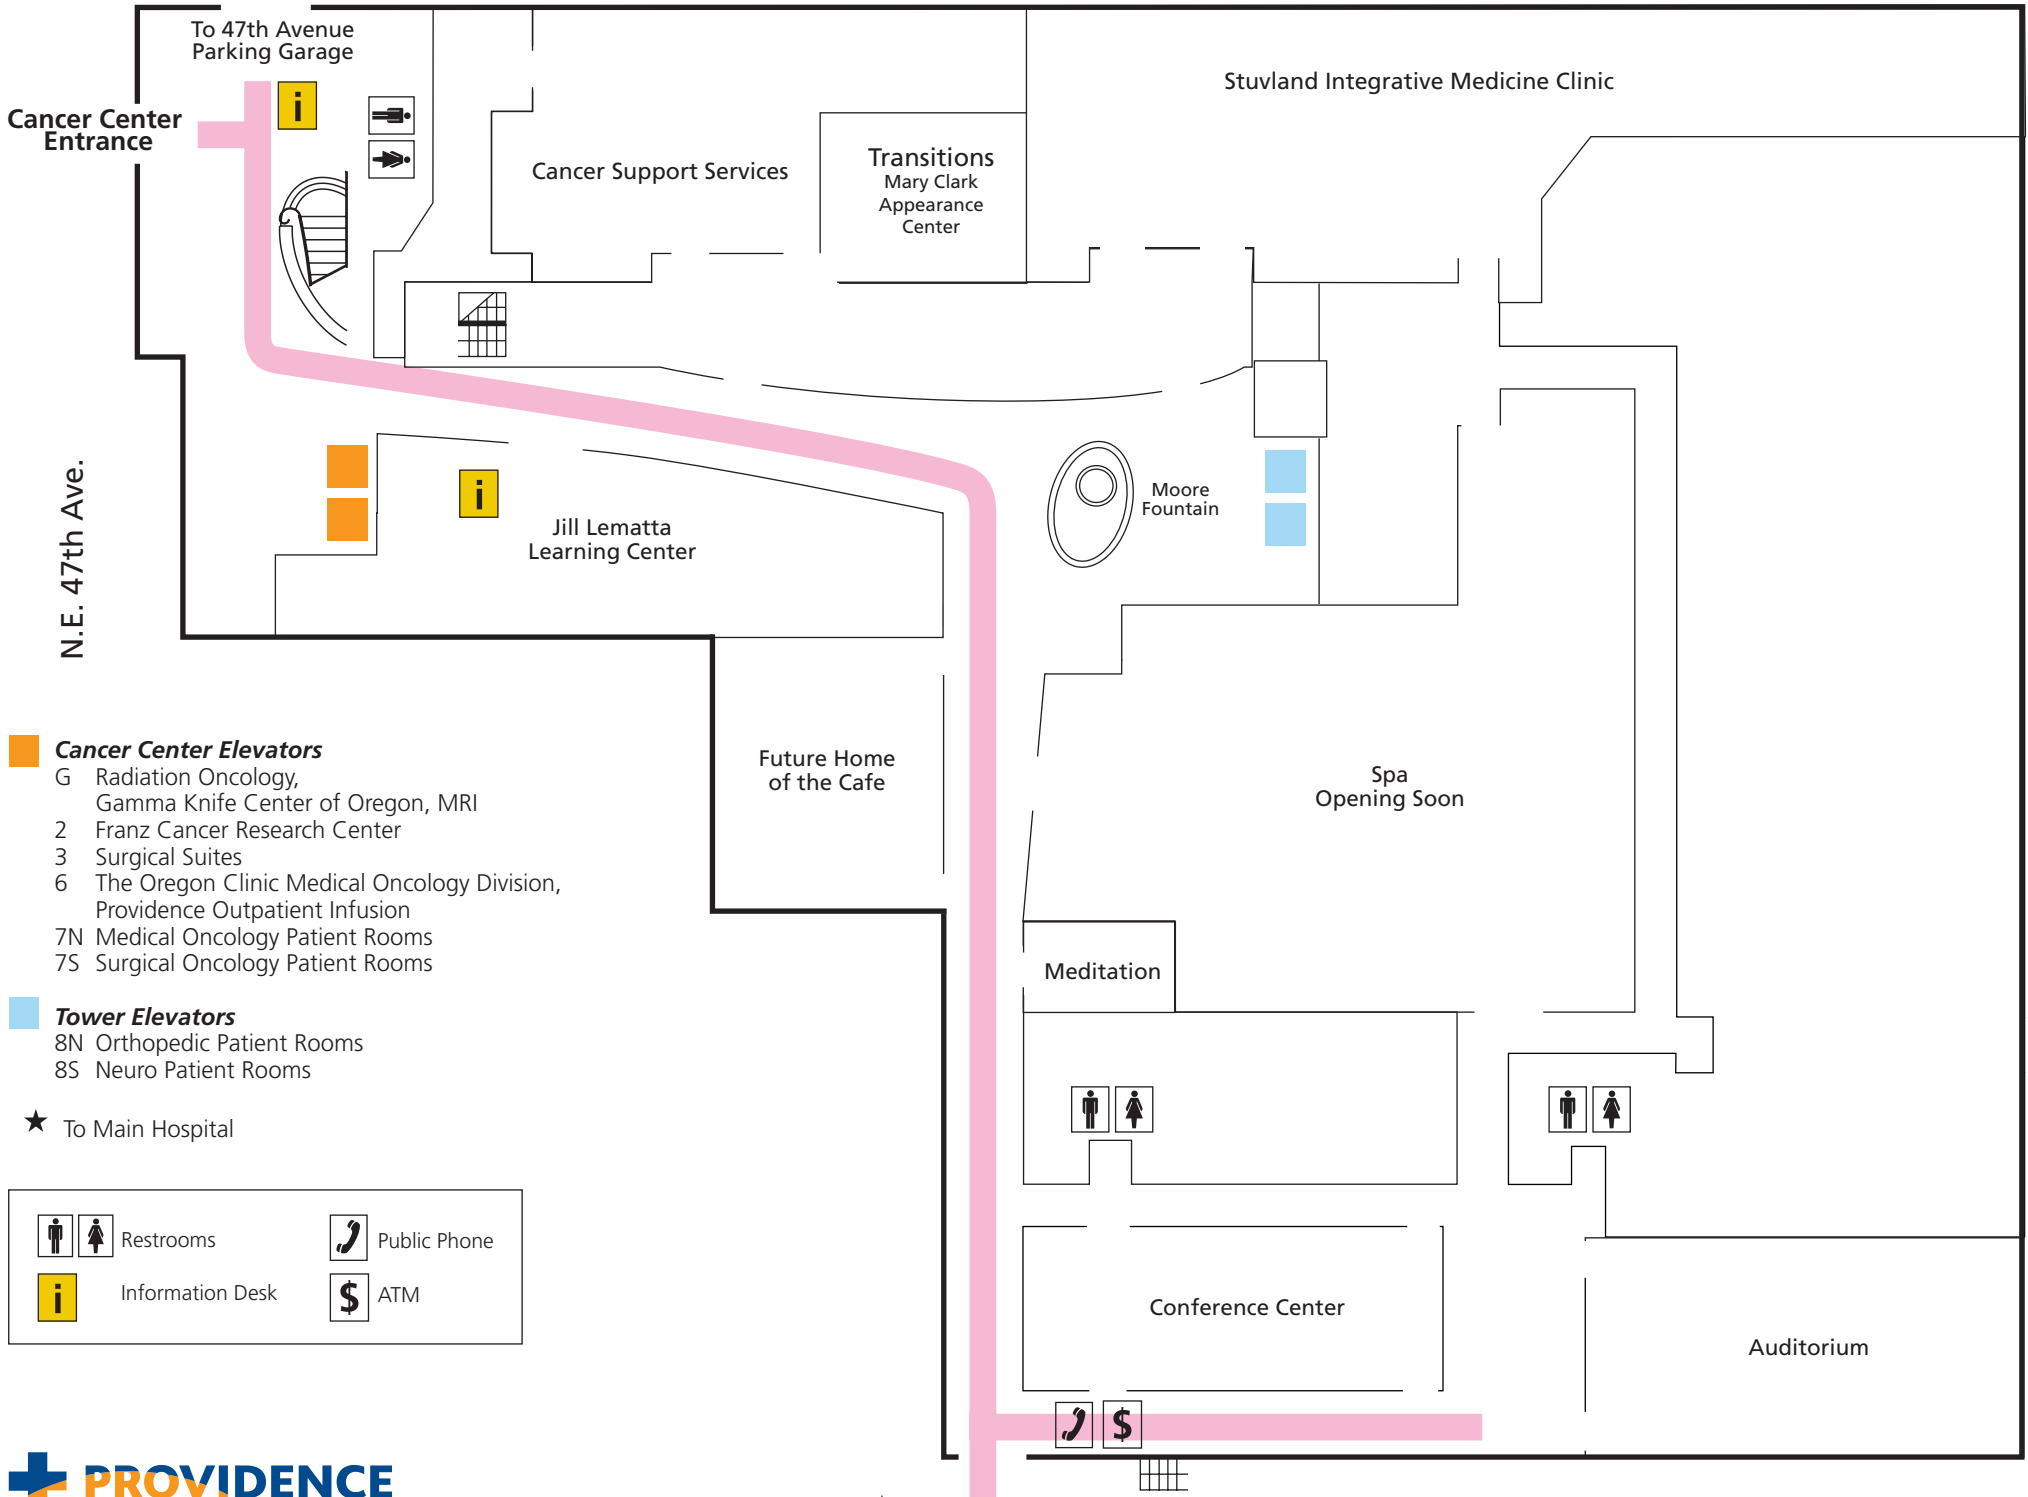 To 47th Avenue
Parking Garage
i
Cancer Center
Entrance
Stuvland Integrative Medicine Clinic
Cancer Support Services
Transitions
Mary Clark
Appearance
Center
N.E. 47th Ave.
i
Jill Lematta
Learning Center
Moore
Fountain
Future Home
of the Cafe
Spa
Opening Soon
Cancer Center Elevators
G Radiation Oncology,
Gamma Knife Center of Oregon, MRI
2 Franz Cancer Research Center
3 Surgical Suites
6 The Oregon Clinic Medical Oncology Division,
Providence Outpatient Infusion
7N Medical Oncology Patient Rooms
7S Surgical Oncology Patient Rooms
Tower Elevators
8N Orthopedic Patient Rooms
8S Neuro Patient Rooms
★ To Main Hospital
Meditation
Restrooms
Public Phone
i Information Desk
$ ATM
Conference Center
Auditorium
$
PROVIDENCE